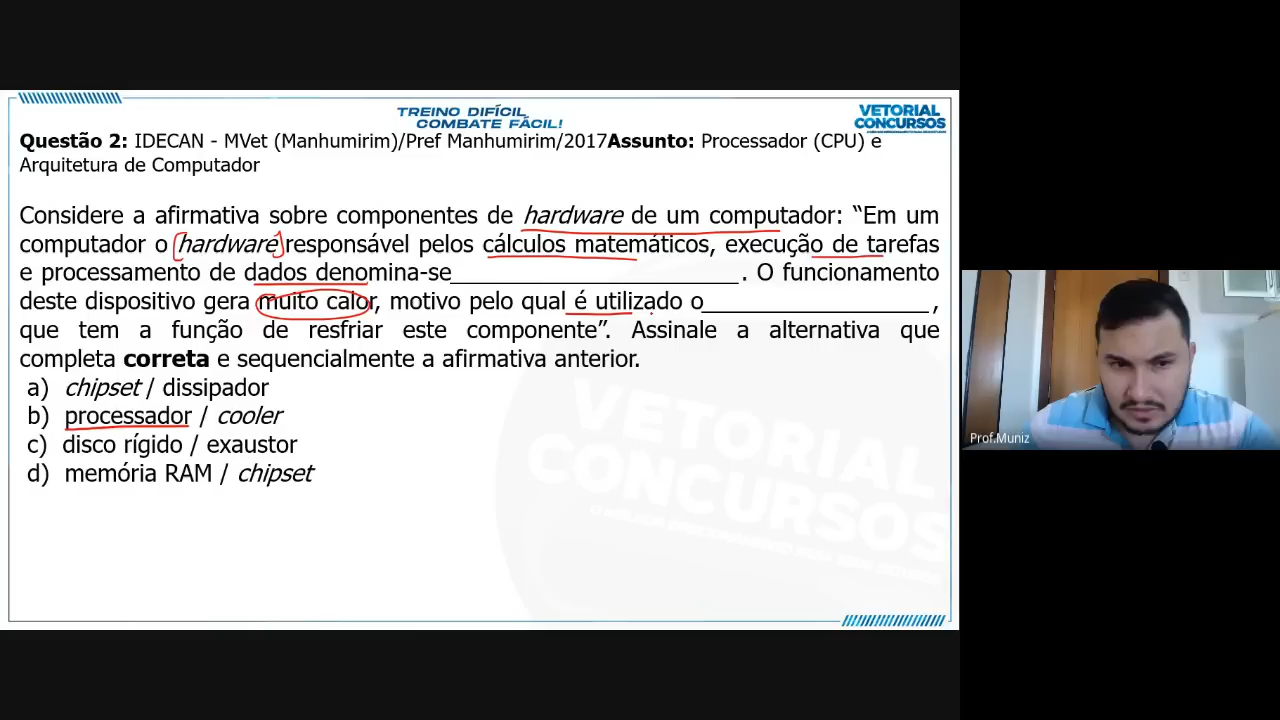 TREINO DIFÍCIL
COMBATE FÁCIL!
VETORIAL
CONCURSOS
Questão 2: IDECAN - MVet (Manhumirim)/Pref Manhumirim/2017Assunto: Processador (CPU) e
Arquitetura de Computador
Considere a afirmativa sobre componentes de hardware de um computador: “Em um
computador o hardware responsável pelos cálculos matemáticos, execução de tarefas
e processamento de dados denomina-se_______________________. O funcionamento
deste dispositivo gera muito calor, motivo pelo qual é utilizado o__________________,
que tem a função de resfriar este componente”. Assinale a alternativa que
completa correta e sequencialmente a afirmativa anterior.
a) chipset / dissipador
b) processador / cooler
c) disco rígido / exaustor
d) memória RAM / chipset
VETORIAL
CONCURSOS
Prof.Muniz